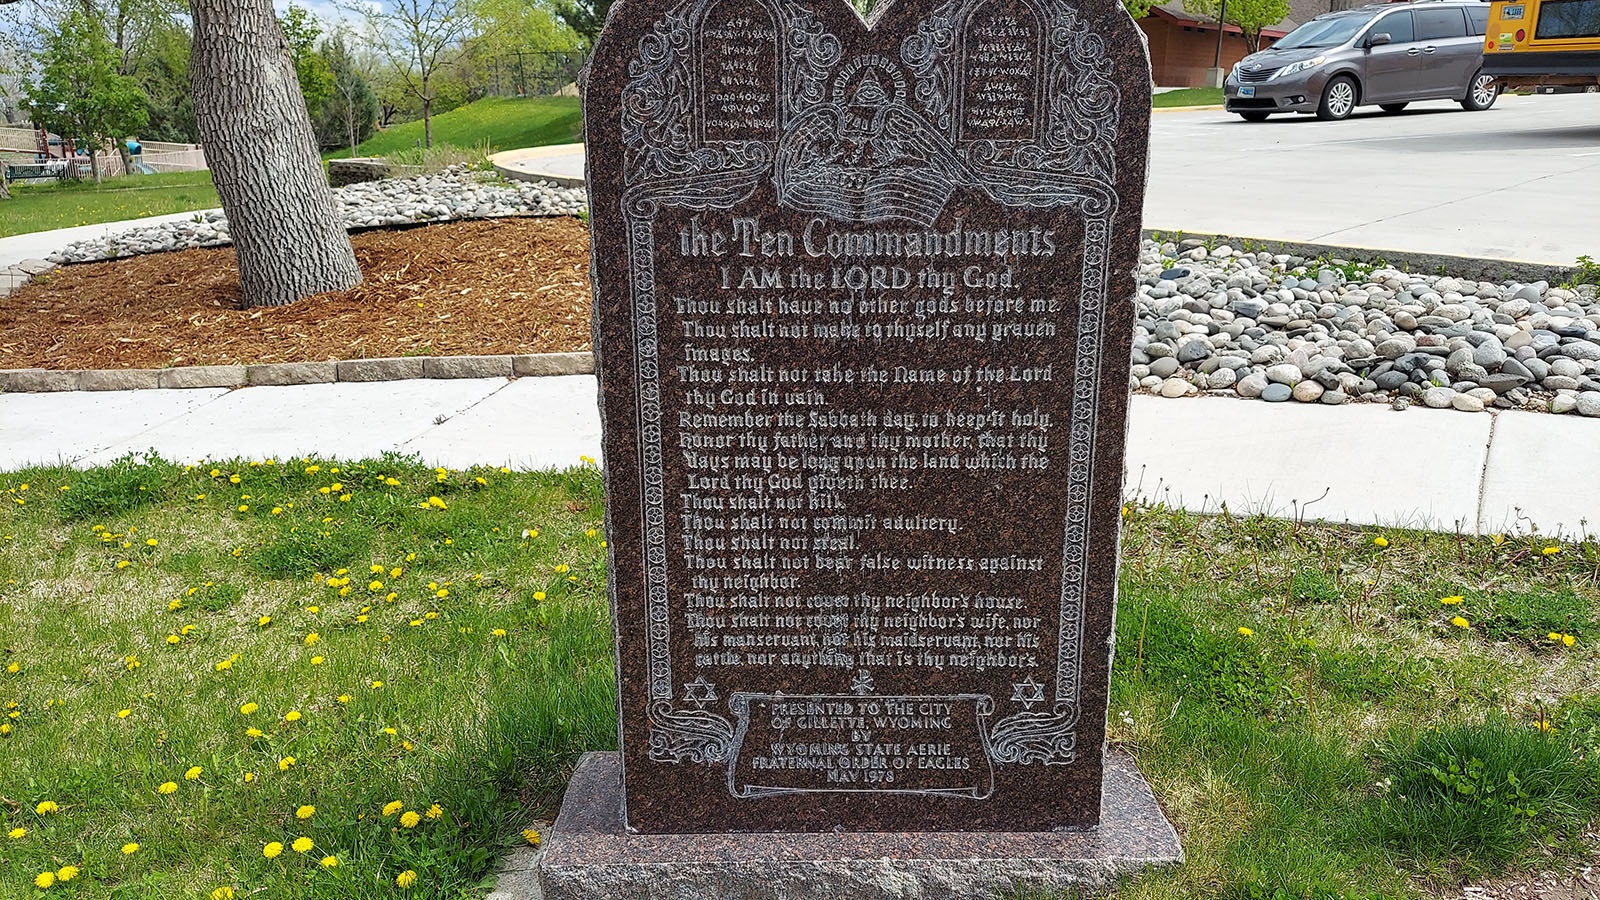 the Ten Commandments
I AM the LORD thy God.
Thou shalt have no other gods before me.
Thou shalt not make to thyself any graven
images.
Thou shalt not take the Name of the Lord
thy God in vain.
Remember the Sabbath day, to keep it holy.
Honor thy father and thy mother, that thy
days may be long upon the land which the
Lord thy God giveth thee.
Thou shalt not kill.
Thou shalt not commit adultery.
Thou shalt not steal.
Thou shalt not bear false witness against
thy neighbor.
Thou shalt not covet thy neighbor's house.
Thou shalt not covet thy neighbor's wife, nor
his manservant, nor his maidservant, nor his
cattle, nor anything that is thy neighbor's.
PRESENTED TO THE CITY
OF GILLETTE, WYOMING
BY
WYOMING STATE AERIE
FRATERNAL ORDER OF EAGLES
MAY 1978